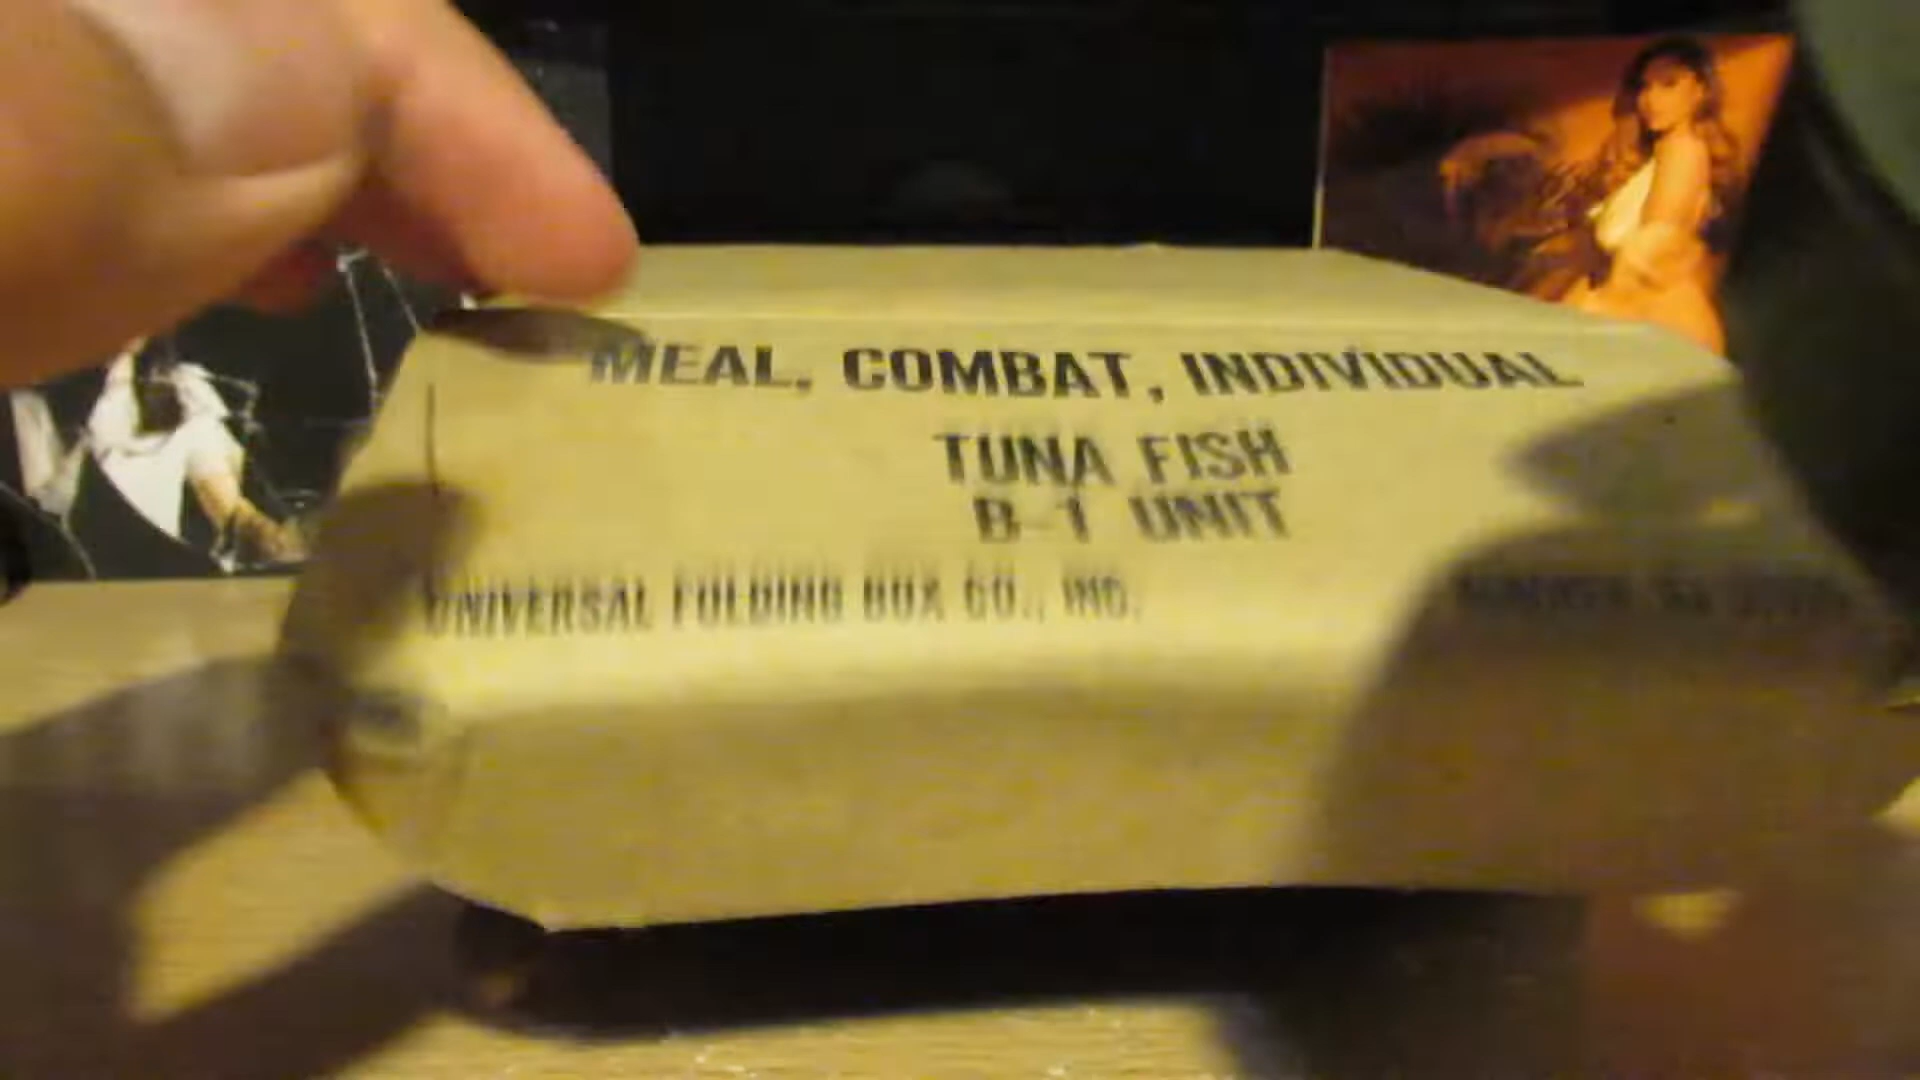 MEAL, COMBAT, INDIVIDUAL
TUNA FISH
B-1 UNIT
UNIVERSAL FOLDING BOX CO., INC.